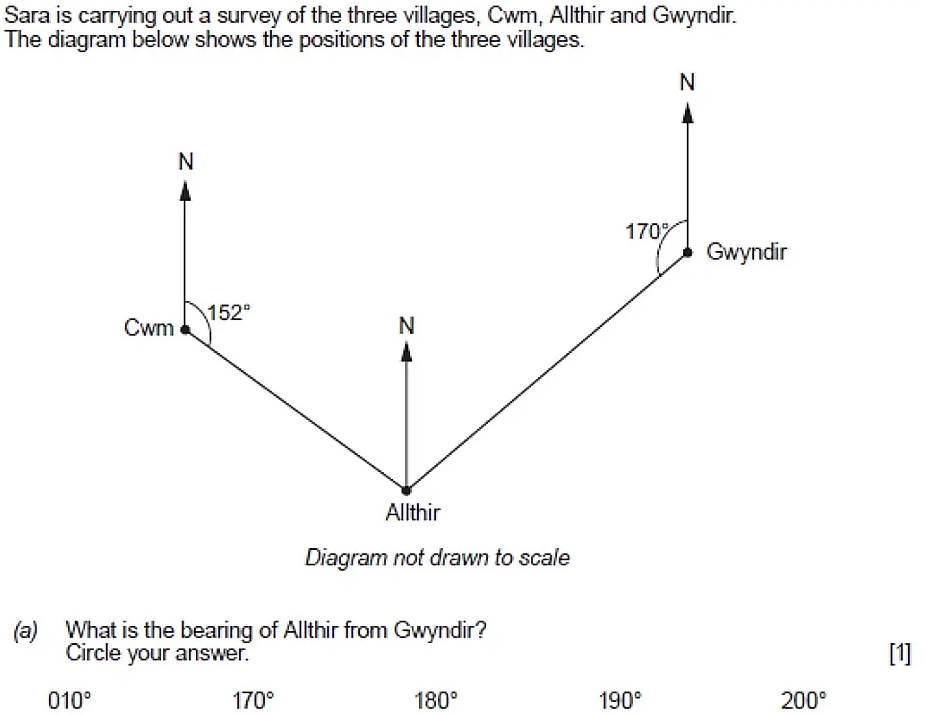 Sara is carrying out a survey of the three villages, Cwm, Allthir and Gwyndir.
The diagram below shows the positions of the three villages.
N
N
170°
Gwyndir
152°
Cwm
N
Allthir
Diagram not drawn to scale
(a) What is the bearing of Allthir from Gwyndir?
Circle your answer. [1]
010° 170° 180° 190° 200°